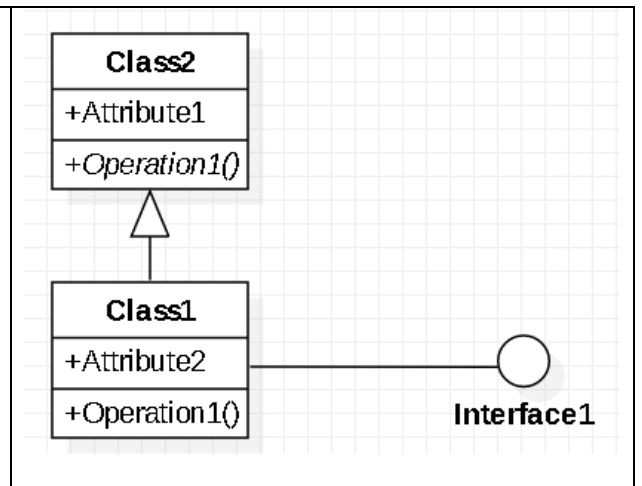 Class2
+Attribute1
+Operation1()
Class1
+Attribute2
+Operation1()
Interface1